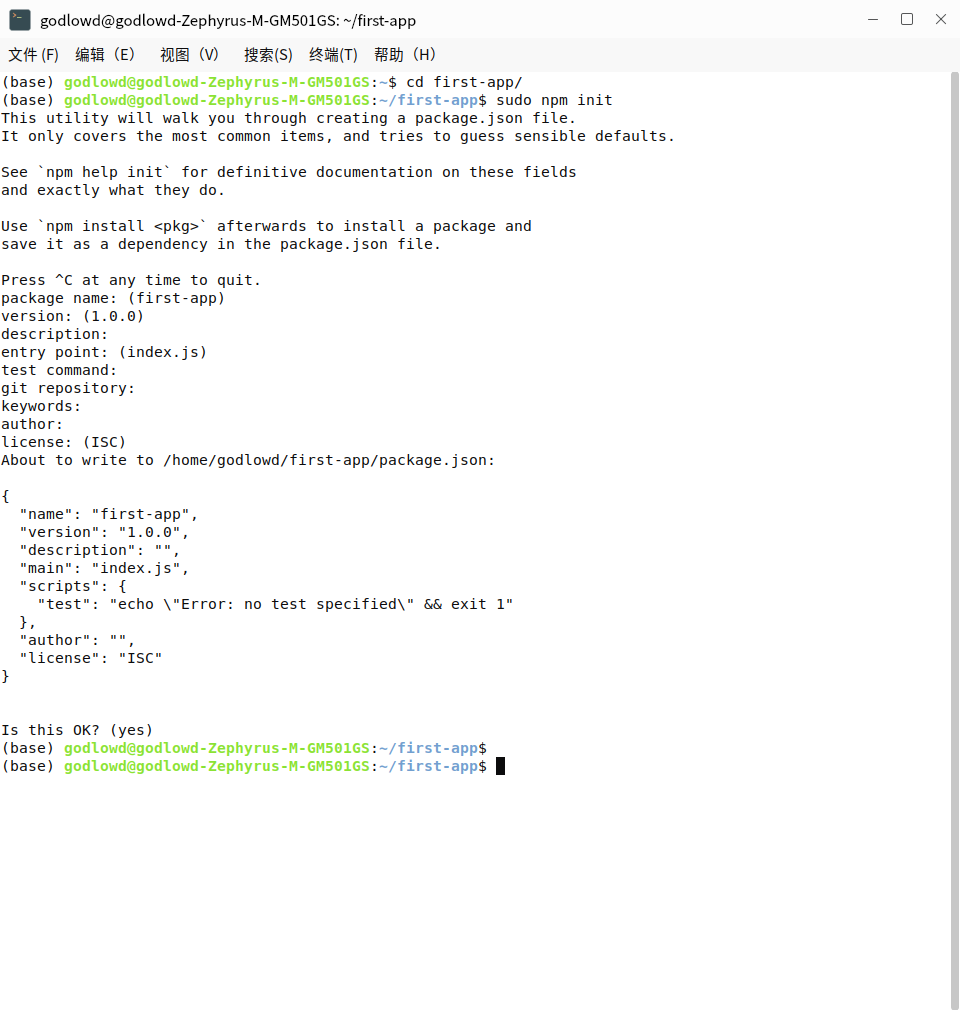 godlowd@godlowd-Zephyrus-M-GM501GS: ~/first-app
文件 (F) 编辑（E） 视图（V） 搜索(S) 终端(T) 帮助（H）
(base) godlowd@godlowd-Zephyrus-M-GM501GS:~$ cd first-app/
(base) godlowd@godlowd-Zephyrus-M-GM501GS:~/first-app$ sudo npm init
This utility will walk you through creating a package.json file.
It only covers the most common items, and tries to guess sensible defaults.
See `npm help init` for definitive documentation on these fields
and exactly what they do.
Use `npm install <pkg>` afterwards to install a package and
save it as a dependency in the package.json file.
Press ^C at any time to quit.
package name: (first-app)
version: (1.0.0)
description:
entry point: (index.js)
test command:
git repository:
keywords:
author:
license: (ISC)
About to write to /home/godlowd/first-app/package.json:
{
  "name": "first-app",
  "version": "1.0.0",
  "description": "",
  "main": "index.js",
  "scripts": {
    "test": "echo \"Error: no test specified\" && exit 1"
  },
  "author": "",
  "license": "ISC"
}
Is this OK? (yes)
(base) godlowd@godlowd-Zephyrus-M-GM501GS:~/first-app$
(base) godlowd@godlowd-Zephyrus-M-GM501GS:~/first-app$